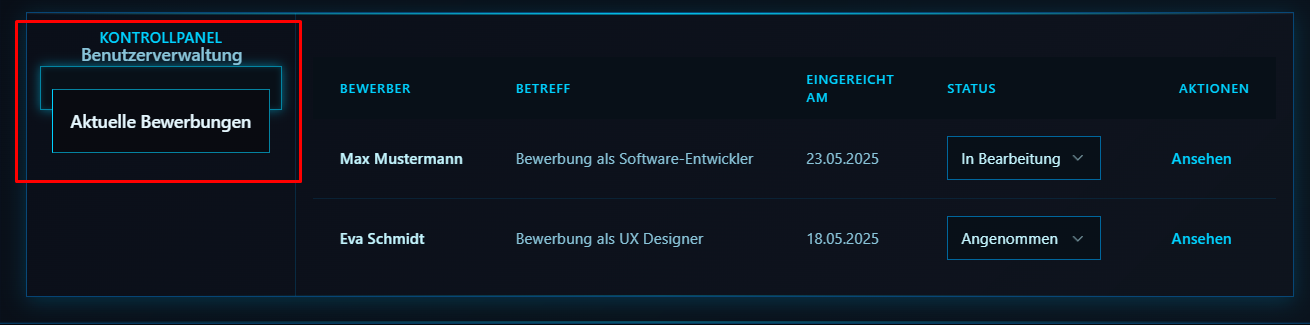 KONTROLLPANEL
Benutzerverwaltung
Aktuelle Bewerbungen
BEWERBER BETREFF EINGEREICHT AM STATUS AKTIONEN
Max Mustermann Bewerbung als Software-Entwickler 23.05.2025 In Bearbeitung Ansehen
Eva Schmidt Bewerbung als UX Designer 18.05.2025 Angenommen Ansehen